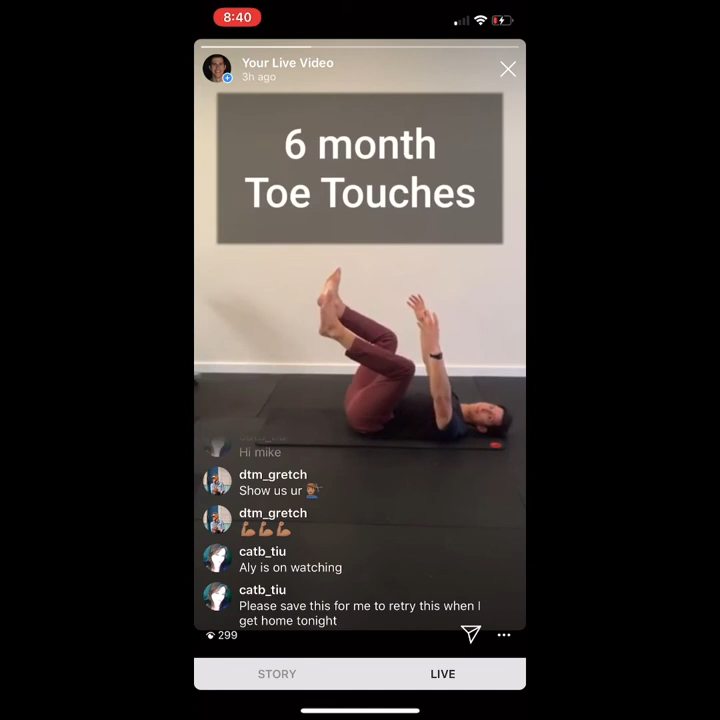 8:40
Your Live Video
3h ago
6 month
Toe Touches
Hi mike
dtm_gretch
Show us ur
dtm_gretch
catb_tiu
Aly is on watching
catb_tiu
Please save this for me to retry this when I
get home tonight
299
STORY LIVE